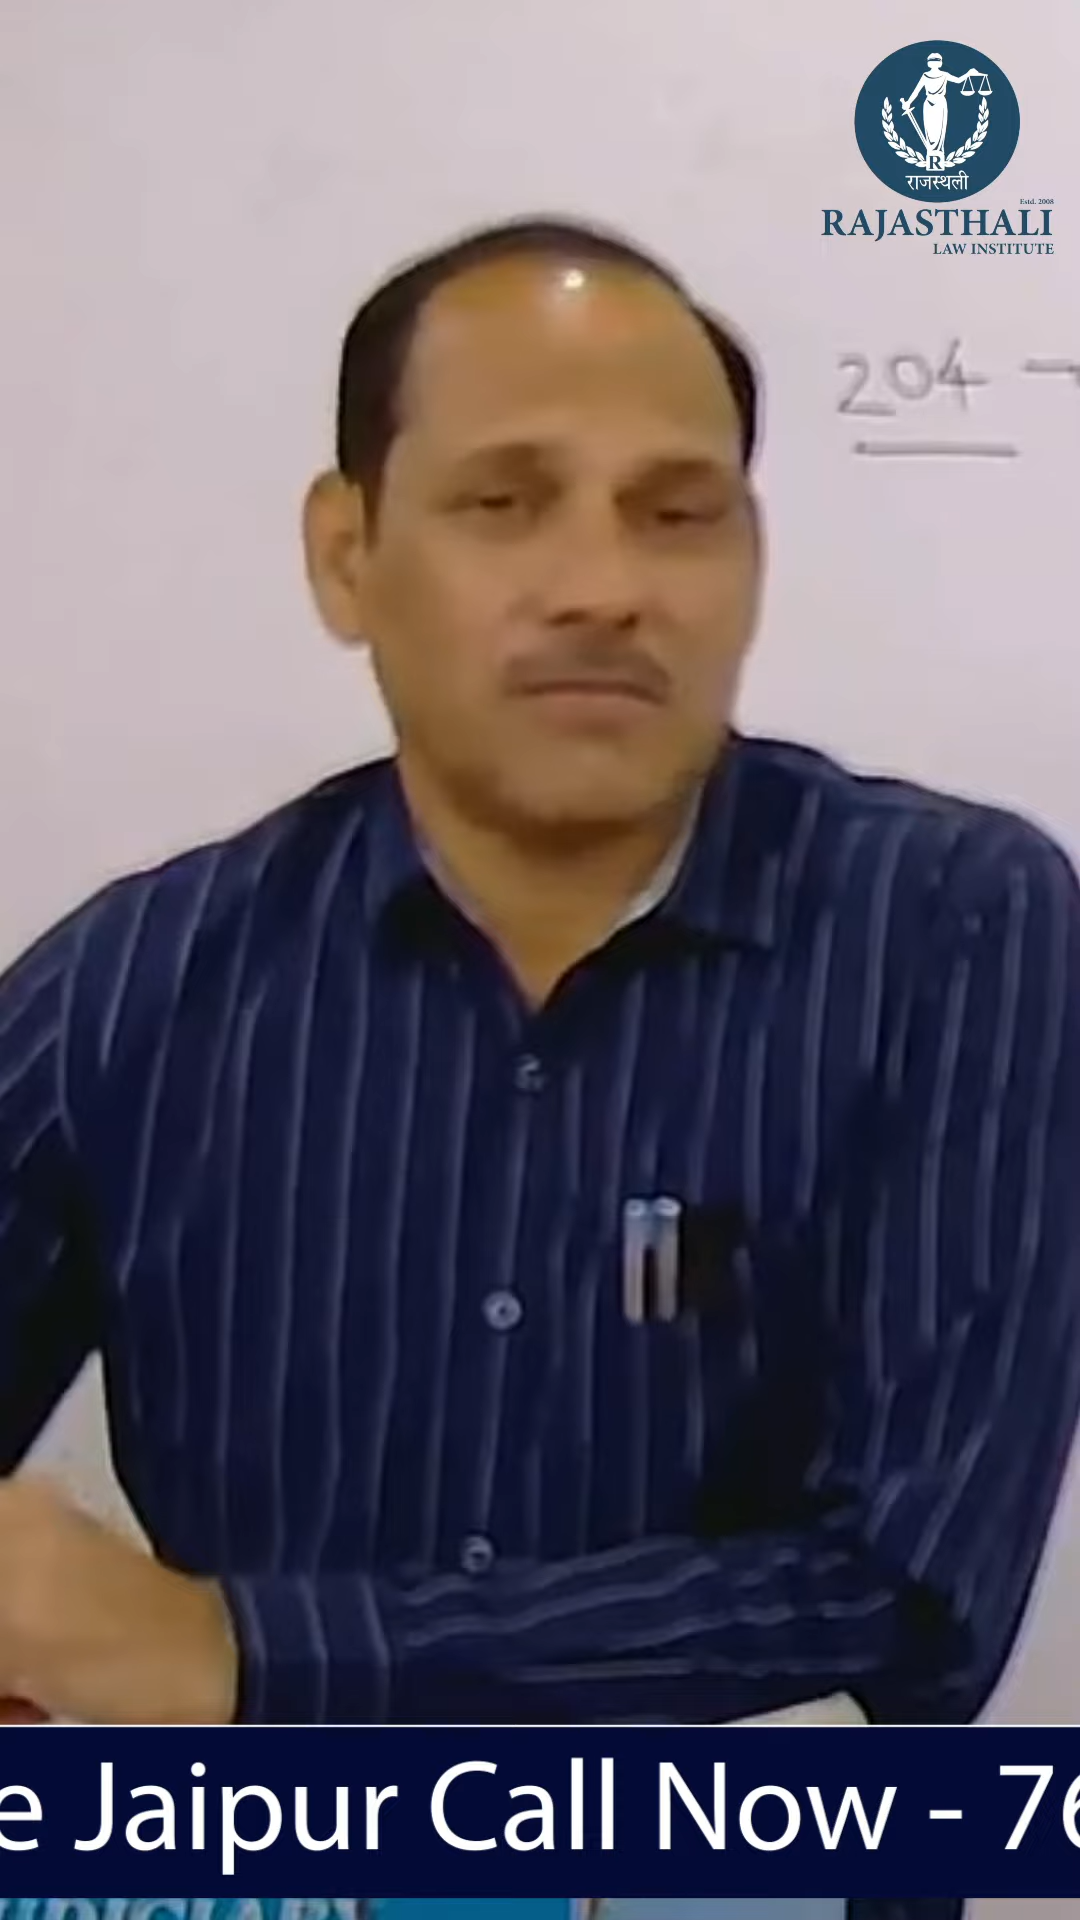 R
राजस्थली
Estd. 2008
RAJASTHALI
LAW INSTITUTE
204 →
e Jaipur Call Now - 76